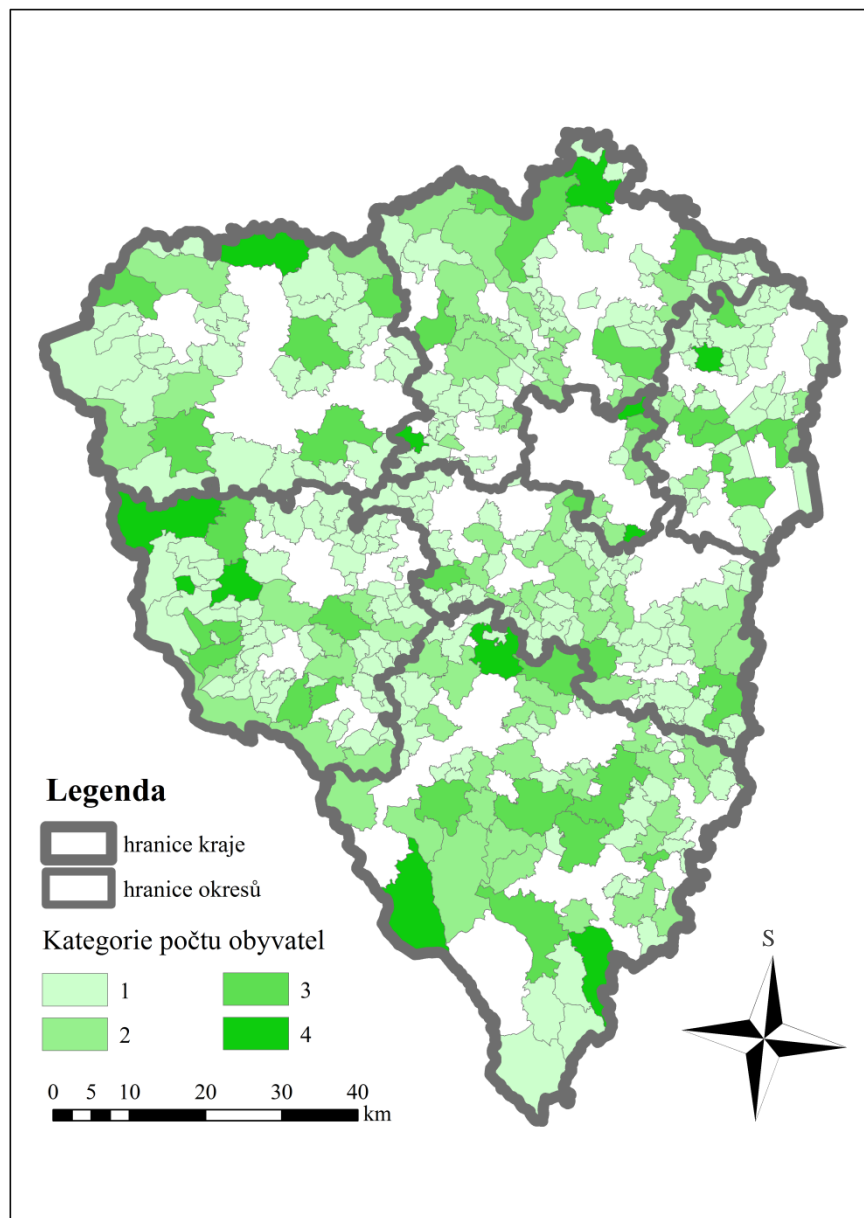 Legenda
hranice kraje
hranice okresů
Kategorie počtu obyvatel
1 3
2 4
0 5 10 20 30 40
km
S